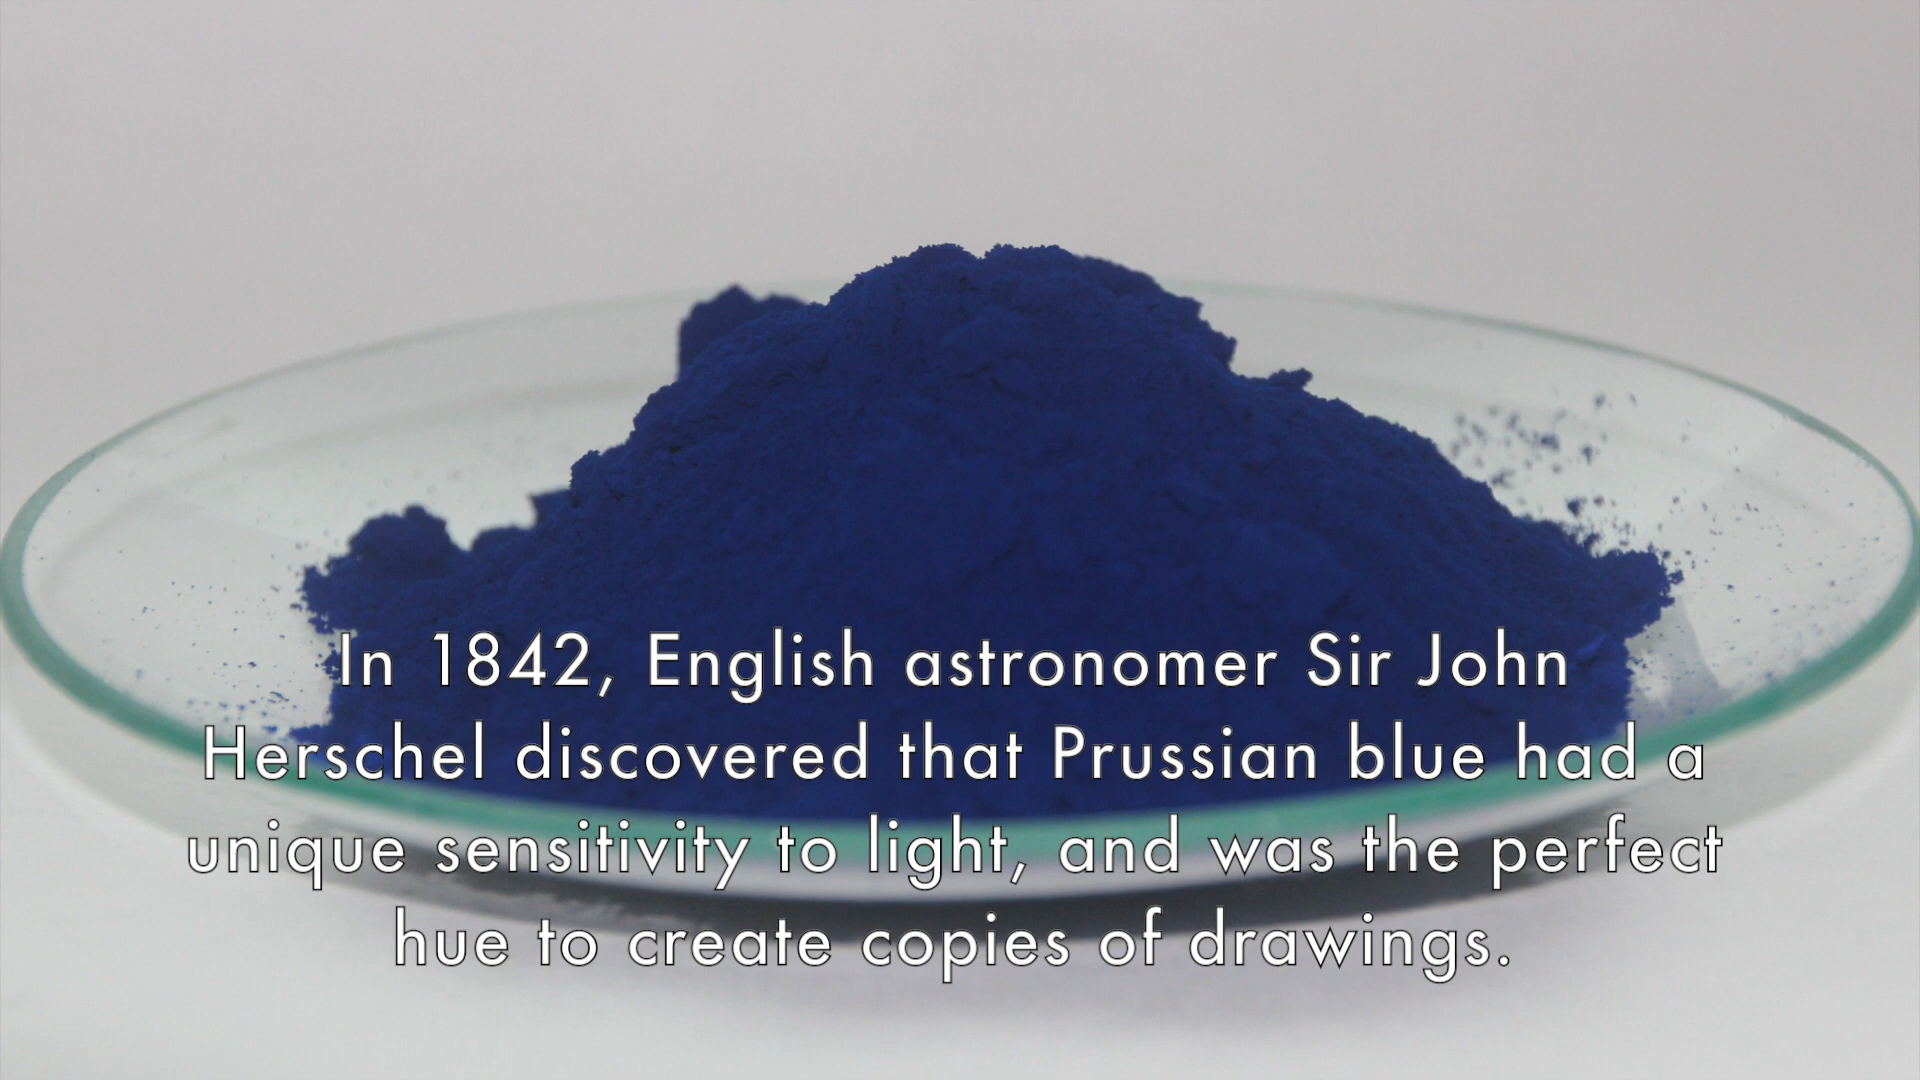 In 1842, English astronomer Sir John
Herschel discovered that Prussian blue had a
unique sensitivity to light, and was the perfect
hue to create copies of drawings.